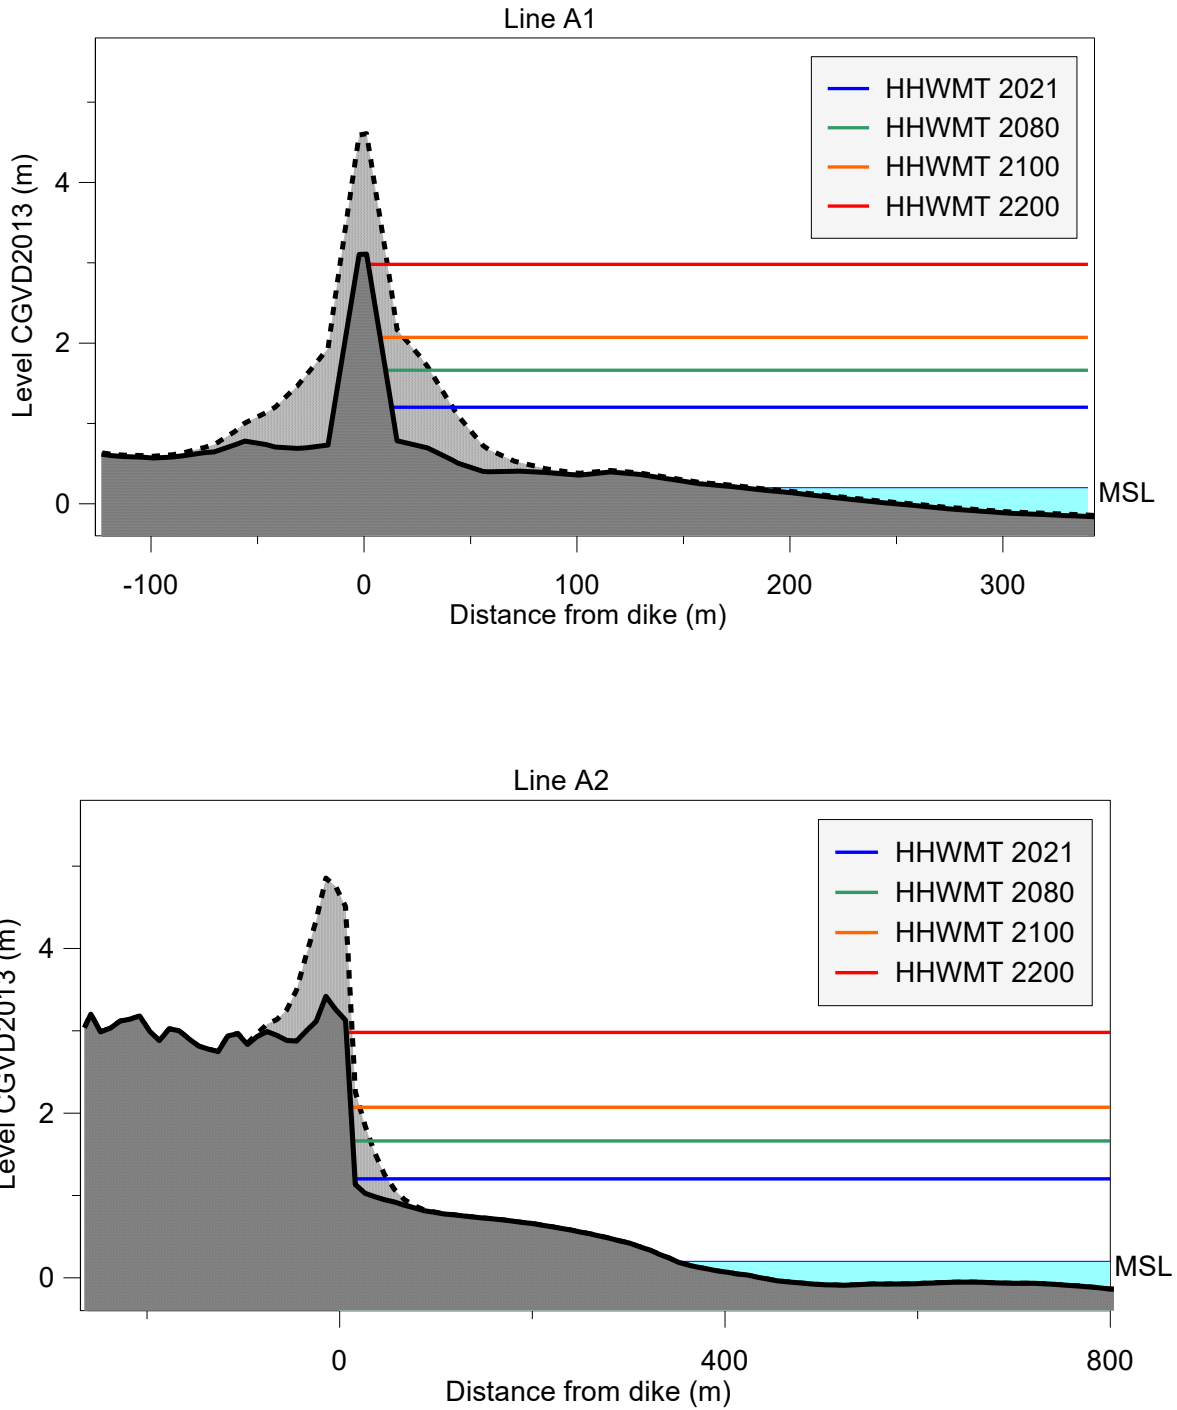 Line A1
HHWMT 2021
HHWMT 2080
HHWMT 2100
HHWMT 2200
Level CGVD2013 (m)
4
2
0
MSL
-100
0
100
200
300
Distance from dike (m)
Line A2
HHWMT 2021
HHWMT 2080
HHWMT 2100
HHWMT 2200
Level CGVD2013 (m)
4
2
0
MSL
0
400
800
Distance from dike (m)